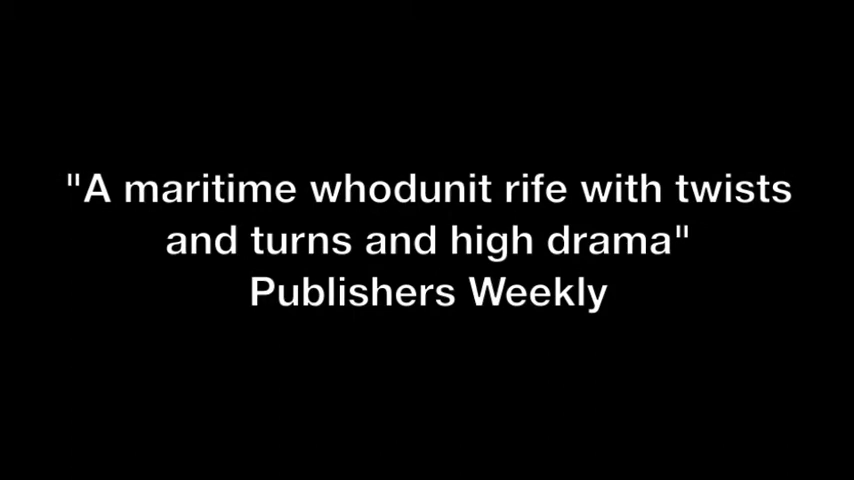 "A maritime whodunit rife with twists
and turns and high drama"
Publishers Weekly